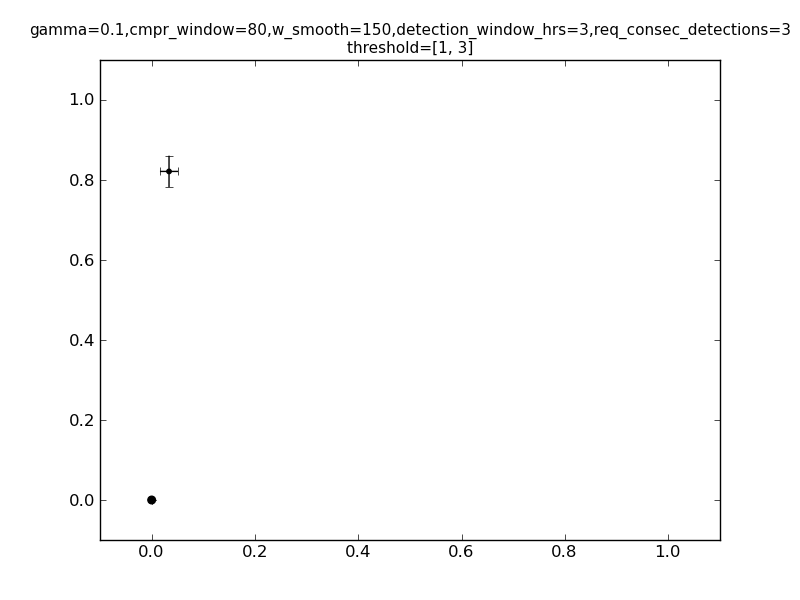 gamma=0.1,cmpr_window=80,w_smooth=150,detection_window_hrs=3,req_consec_detections=3
threshold=[1, 3]
1.0
0.8
0.6
0.4
0.2
0.0
0.0 0.2 0.4 0.6 0.8 1.0